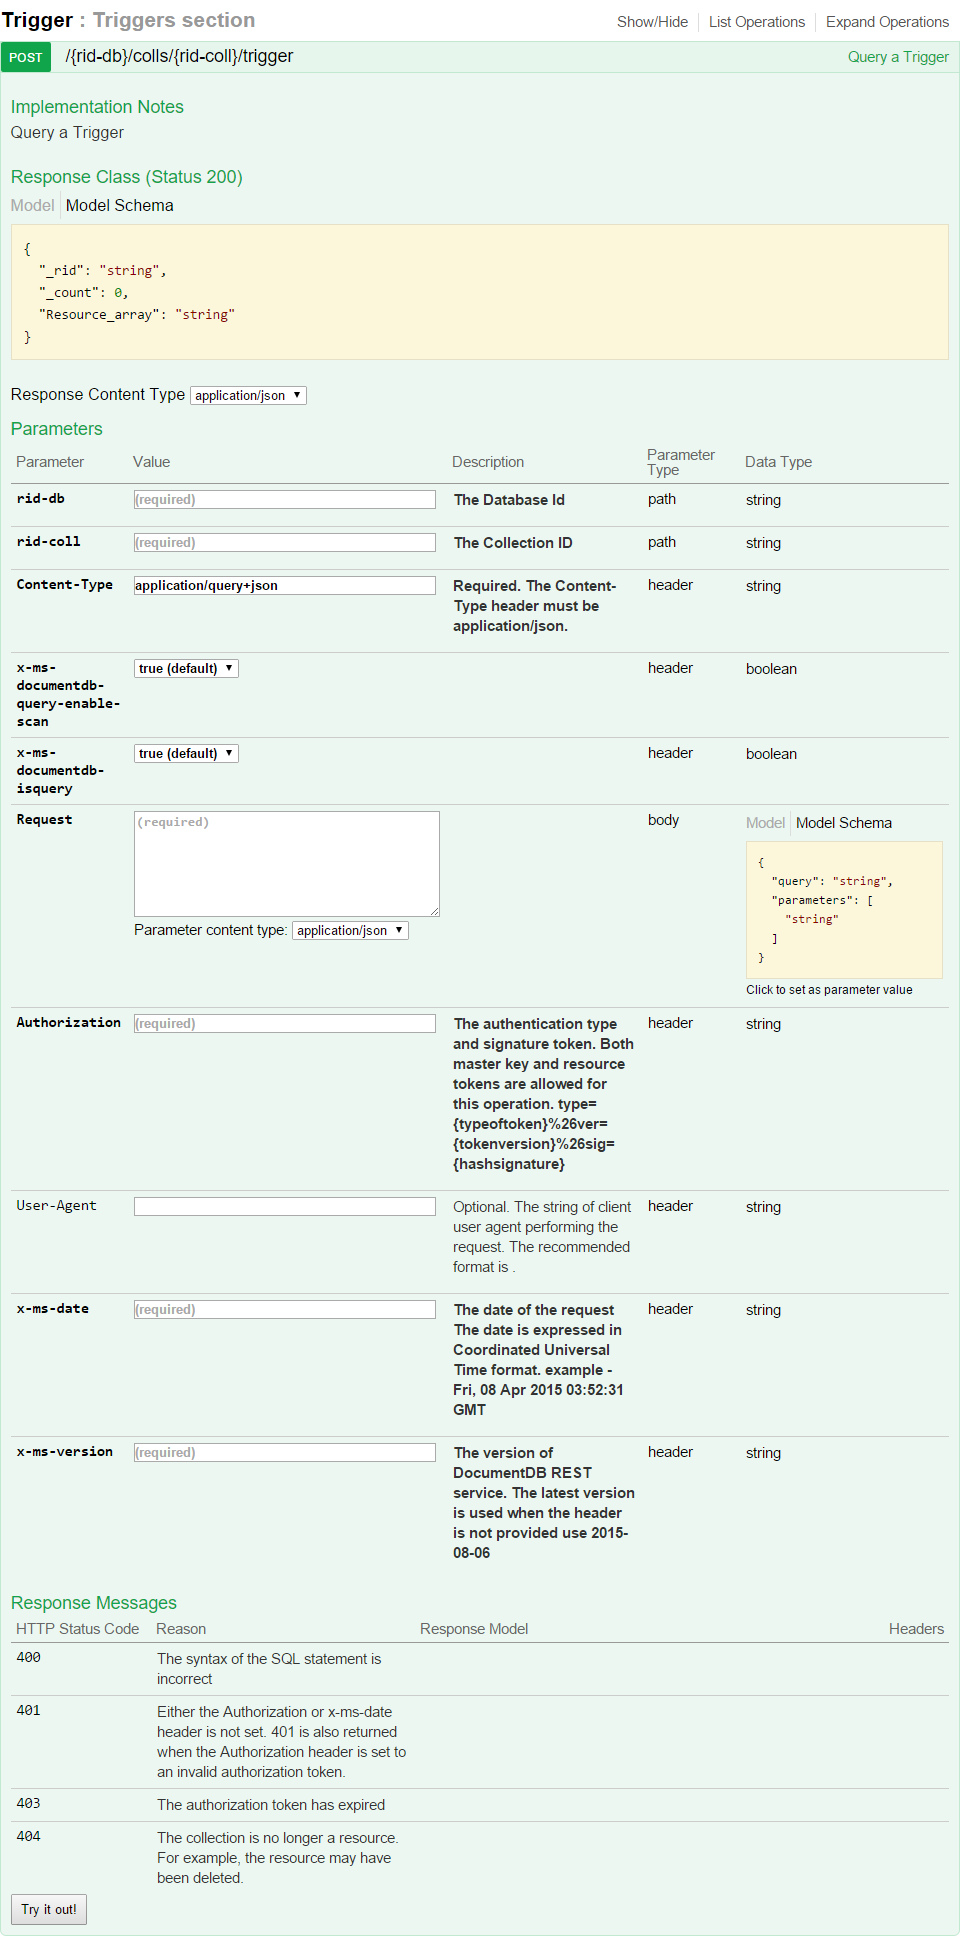 Trigger : Triggers section
Show/Hide
List Operations
Expand Operations
POST
/{rid-db}/colls/{rid-coll}/trigger
Query a Trigger
Implementation Notes
Query a Trigger
Response Class (Status 200)
Model
Model Schema
{
"_rid": "string",
"_count": 0,
"Resource_array": "string"
}
Response Content Type application/json
Parameters
Parameter
Value
Description
Parameter
Type
Data Type
rid-db
(required)
The Database Id
path
string
rid-coll
(required)
The Collection ID
path
string
Content-Type
application/query+json
Required. The Content-
Type header must be
application/json.
header
string
x-ms-
documentdb-
query-enable-
scan
true (default)
header
boolean
x-ms-
documentdb-
isquery
true (default)
header
boolean
Request
(required)
Parameter content type: application/json
body
Model
Model Schema
{
"query": "string",
"parameters": [
"string"
]
}
Click to set as parameter value
Authorization
(required)
The authentication type
and signature token. Both
master key and resource
tokens are allowed for
this operation. type=
{typeoftoken}%26ver=
{tokenversion}%26sig=
{hashsignature}
header
string
User-Agent
Optional. The string of client
user agent performing the
request. The recommended
format is .
header
string
x-ms-date
(required)
The date of the request
The date is expressed in
Coordinated Universal
Time format. example -
Fri, 08 Apr 2015 03:52:31
GMT
header
string
x-ms-version
(required)
The version of
DocumentDB REST
service. The latest version
is used when the header
is not provided use 2015-
08-06
header
string
Response Messages
HTTP Status Code
Reason
Response Model
Headers
400
The syntax of the SQL statement is
incorrect
401
Either the Authorization or x-ms-date
header is not set. 401 is also returned
when the Authorization header is set to
an invalid authorization token.
403
The authorization token has expired
404
The collection is no longer a resource.
For example, the resource may have
been deleted.
Try it out!